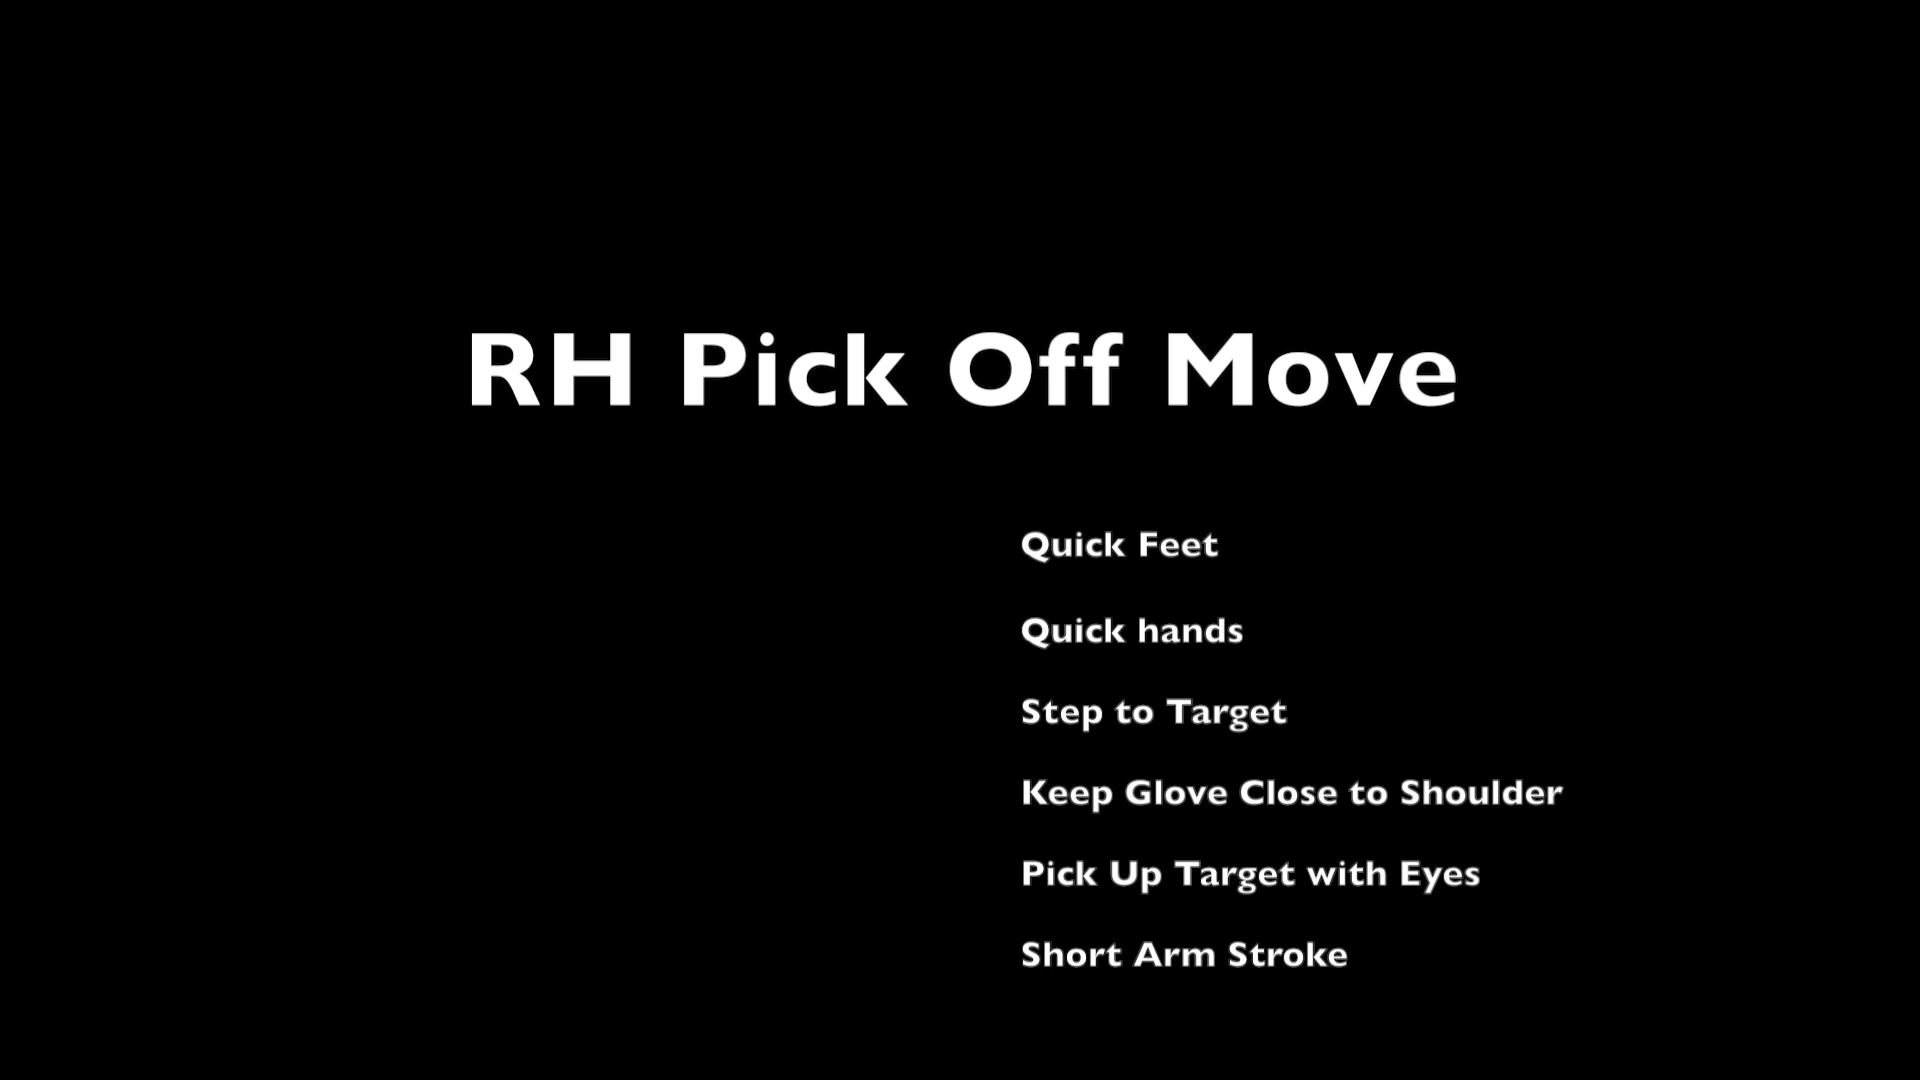 RH Pick Off Move
Quick Feet
Quick hands
Step to Target
Keep Glove Close to Shoulder
Pick Up Target with Eyes
Short Arm Stroke